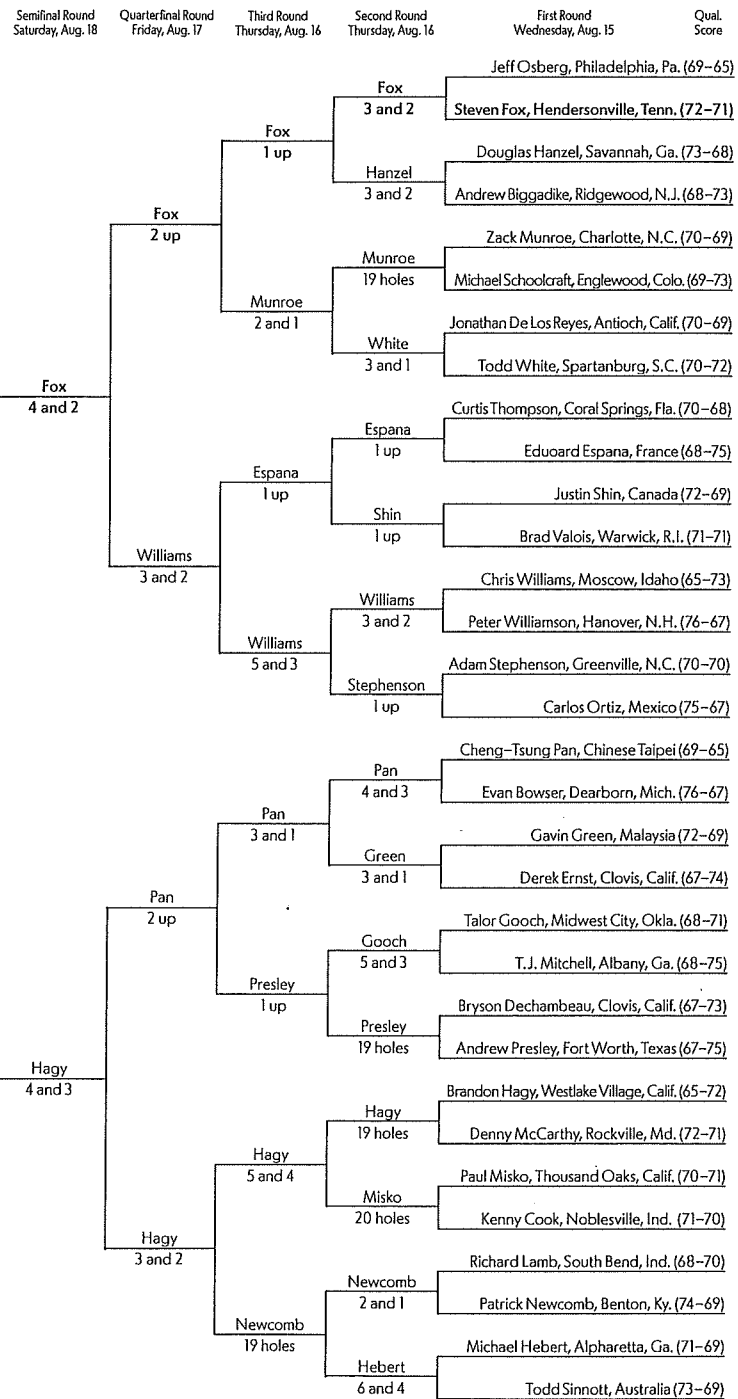 Semifinal Round
Saturday, Aug. 18
Quarterfinal Round
Friday, Aug. 17
Third Round
Thursday, Aug. 16
Second Round
Thursday, Aug. 16
First Round
Wednesday, Aug. 15
Qual.
Score
Jeff Osberg, Philadelphia, Pa. (69–65)
Fox
3 and 2
Steven Fox, Hendersonville, Tenn. (72–71)
Fox
1 up
Douglas Hanzel, Savannah, Ga. (73–68)
Hanzel
3 and 2
Andrew Biggadike, Ridgewood, N.J. (68–73)
Fox
2 up
Zack Munroe, Charlotte, N.C. (70–69)
Munroe
19 holes
Michael Schoolcraft, Englewood, Colo. (69–73)
Munroe
2 and 1
Jonathan De Los Reyes, Antioch, Calif. (70–69)
White
3 and 1
Todd White, Spartanburg, S.C. (70–72)
Fox
4 and 2
Curtis Thompson, Coral Springs, Fla. (70–68)
Espana
1 up
Eduoard Espana, France (68–75)
Espana
1 up
Justin Shin, Canada (72–69)
Shin
1 up
Brad Valois, Warwick, R.I. (71–71)
Williams
3 and 2
Chris Williams, Moscow, Idaho (65–73)
Williams
3 and 2
Peter Williamson, Hanover, N.H. (76–67)
Williams
5 and 3
Adam Stephenson, Greenville, N.C. (70–70)
Stephenson
1 up
Carlos Ortiz, Mexico (75–67)
Cheng–Tsung Pan, Chinese Taipei (69–65)
Pan
4 and 3
Evan Bowser, Dearborn, Mich. (76–67)
Pan
3 and 1
Gavin Green, Malaysia (72–69)
Green
3 and 1
Derek Ernst, Clovis, Calif. (67–74)
Pan
2 up
Talor Gooch, Midwest City, Okla. (68–71)
Gooch
5 and 3
T.J. Mitchell, Albany, Ga. (68–75)
Presley
1 up
Bryson Dechambeau, Clovis, Calif. (67–73)
Presley
19 holes
Andrew Presley, Fort Worth, Texas (67–75)
Hagy
4 and 3
Brandon Hagy, Westlake Village, Calif. (65–72)
Hagy
19 holes
Denny McCarthy, Rockville, Md. (72–71)
Hagy
5 and 4
Paul Misko, Thousand Oaks, Calif. (70–71)
Misko
20 holes
Kenny Cook, Noblesville, Ind. (71–70)
Hagy
3 and 2
Richard Lamb, South Bend, Ind. (68–70)
Newcomb
2 and 1
Patrick Newcomb, Benton, Ky. (74–69)
Newcomb
19 holes
Michael Hebert, Alpharetta, Ga. (71–69)
Hebert
6 and 4
Todd Sinnott, Australia (73–69)